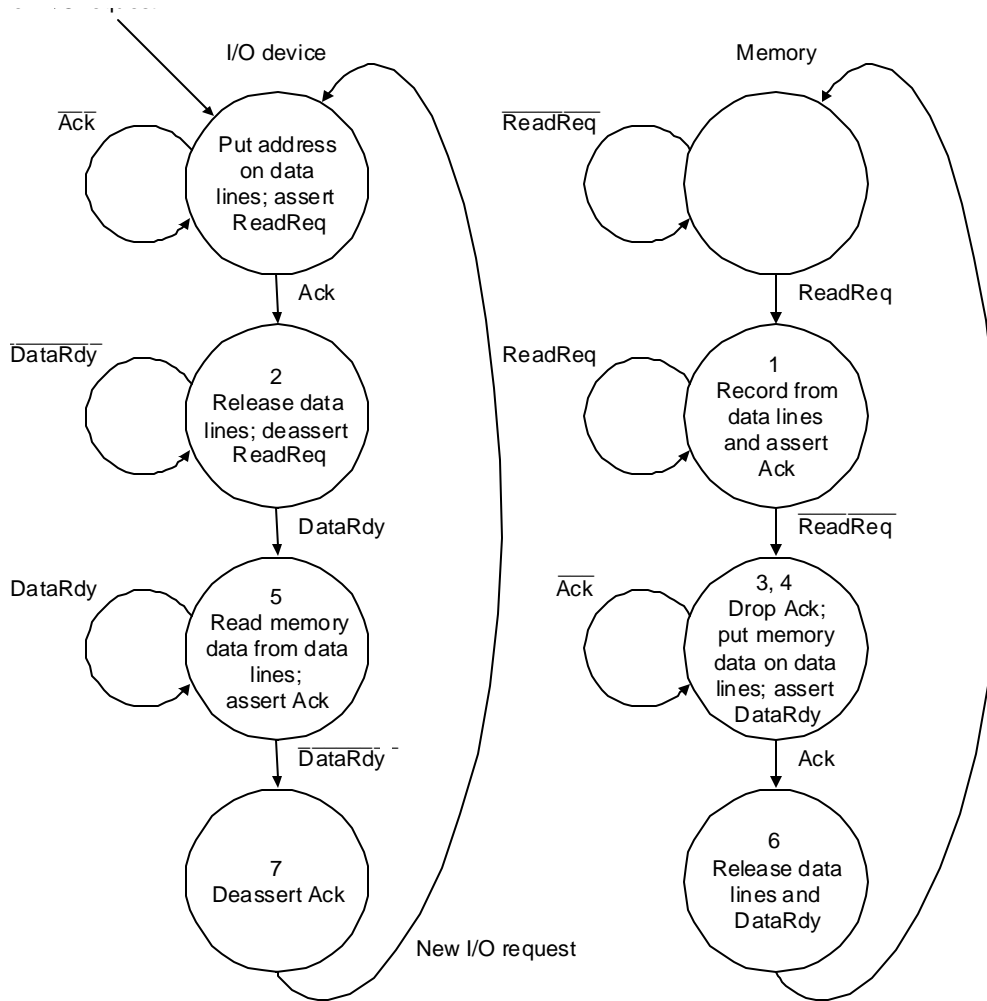 I/O device
Ack
Put address
on data
lines; assert
ReadReq
Ack
DataRdy
2
Release data
lines; deassert
ReadReq
DataRdy
DataRdy
5
Read memory
data from data
lines;
assert Ack
DataRdy
7
Deassert Ack
New I/O request
Memory
ReadReq
ReadReq
ReadReq
1
Record from
data lines
and assert
Ack
ReadReq
Ack
3, 4
Drop Ack;
put memory
data on data
lines; assert
DataRdy
Ack
6
Release data
lines and
DataRdy